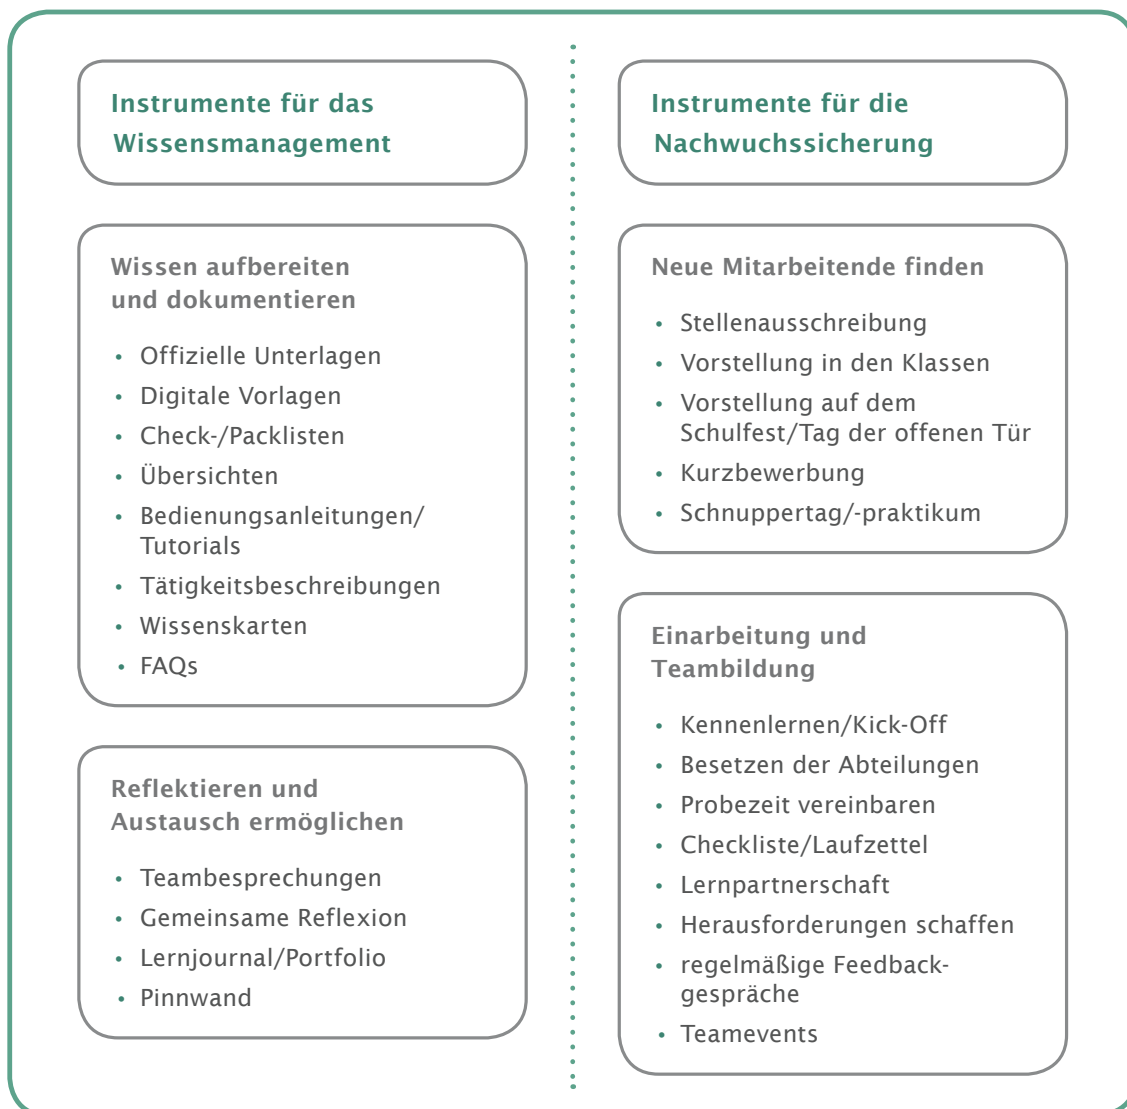 Instrumente für das
Wissensmanagement
Wissen aufbereiten
und dokumentieren
• Offizielle Unterlagen
• Digitale Vorlagen
• Check-/Packlisten
• Übersichten
• Bedienungsanleitungen/
Tutorials
• Tätigkeitsbeschreibungen
• Wissenskarten
• FAQs
Reflektieren und
Austausch ermöglichen
• Teambesprechungen
• Gemeinsame Reflexion
• Lernjournal/Portfolio
• Pinnwand
Instrumente für die
Nachwuchssicherung
Neue Mitarbeitende finden
• Stellenausschreibung
• Vorstellung in den Klassen
• Vorstellung auf dem
Schulfest/Tag der offenen Tür
• Kurzbewerbung
• Schnuppertag/-praktikum
Einarbeitung und
Teambildung
• Kennenlernen/Kick-Off
• Besetzen der Abteilungen
• Probezeit vereinbaren
• Checkliste/Laufzettel
• Lernpartnerschaft
• Herausforderungen schaffen
• regelmäßige Feedback-
gespräche
• Teamevents